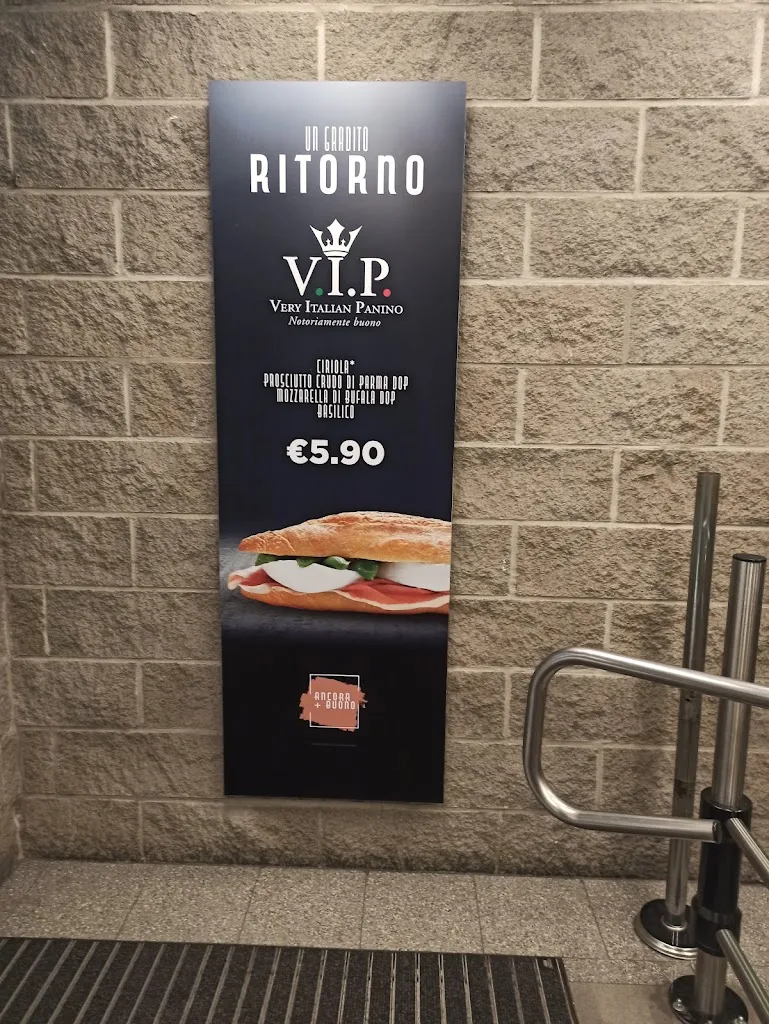 UN GRADITO
RITORNO
V.I.P.
VERY ITALIAN PANINO
Notoriamente buono
CIRIOLA*
PROSCIUTTO CRUDO DI PARMA DOP
MOZZARELLA DI BUFALA DOP
BASILICO
€5.90
ANCORA
+ BUONO